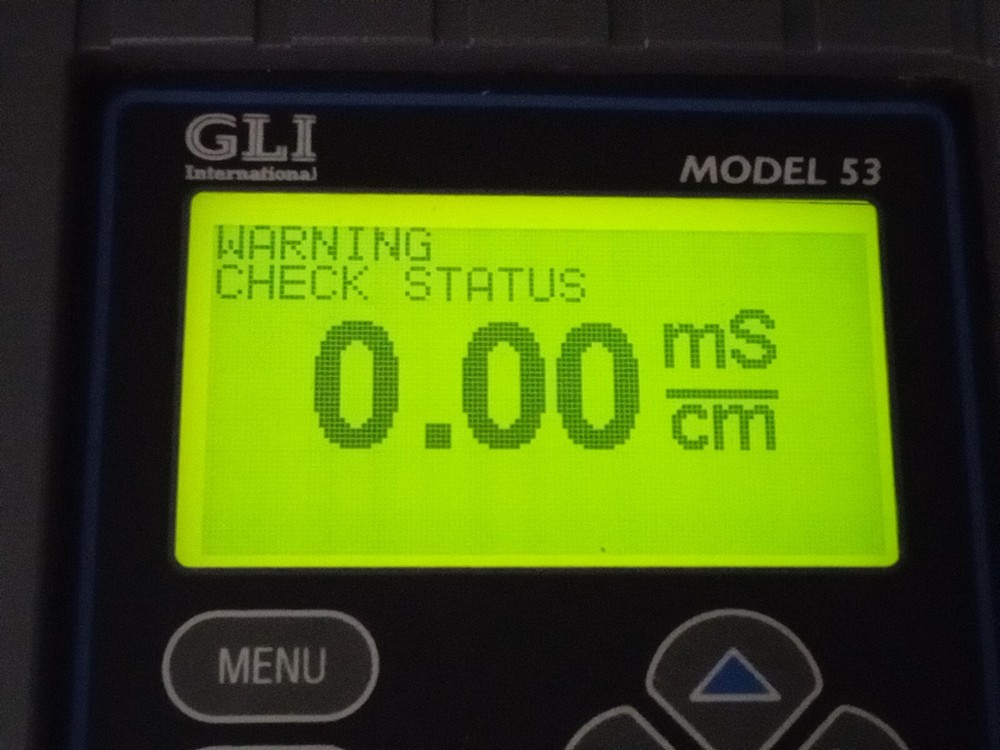 GLI
International
MODEL 53
WARNING
CHECK STATUS
0.00 mS
cm
MENU